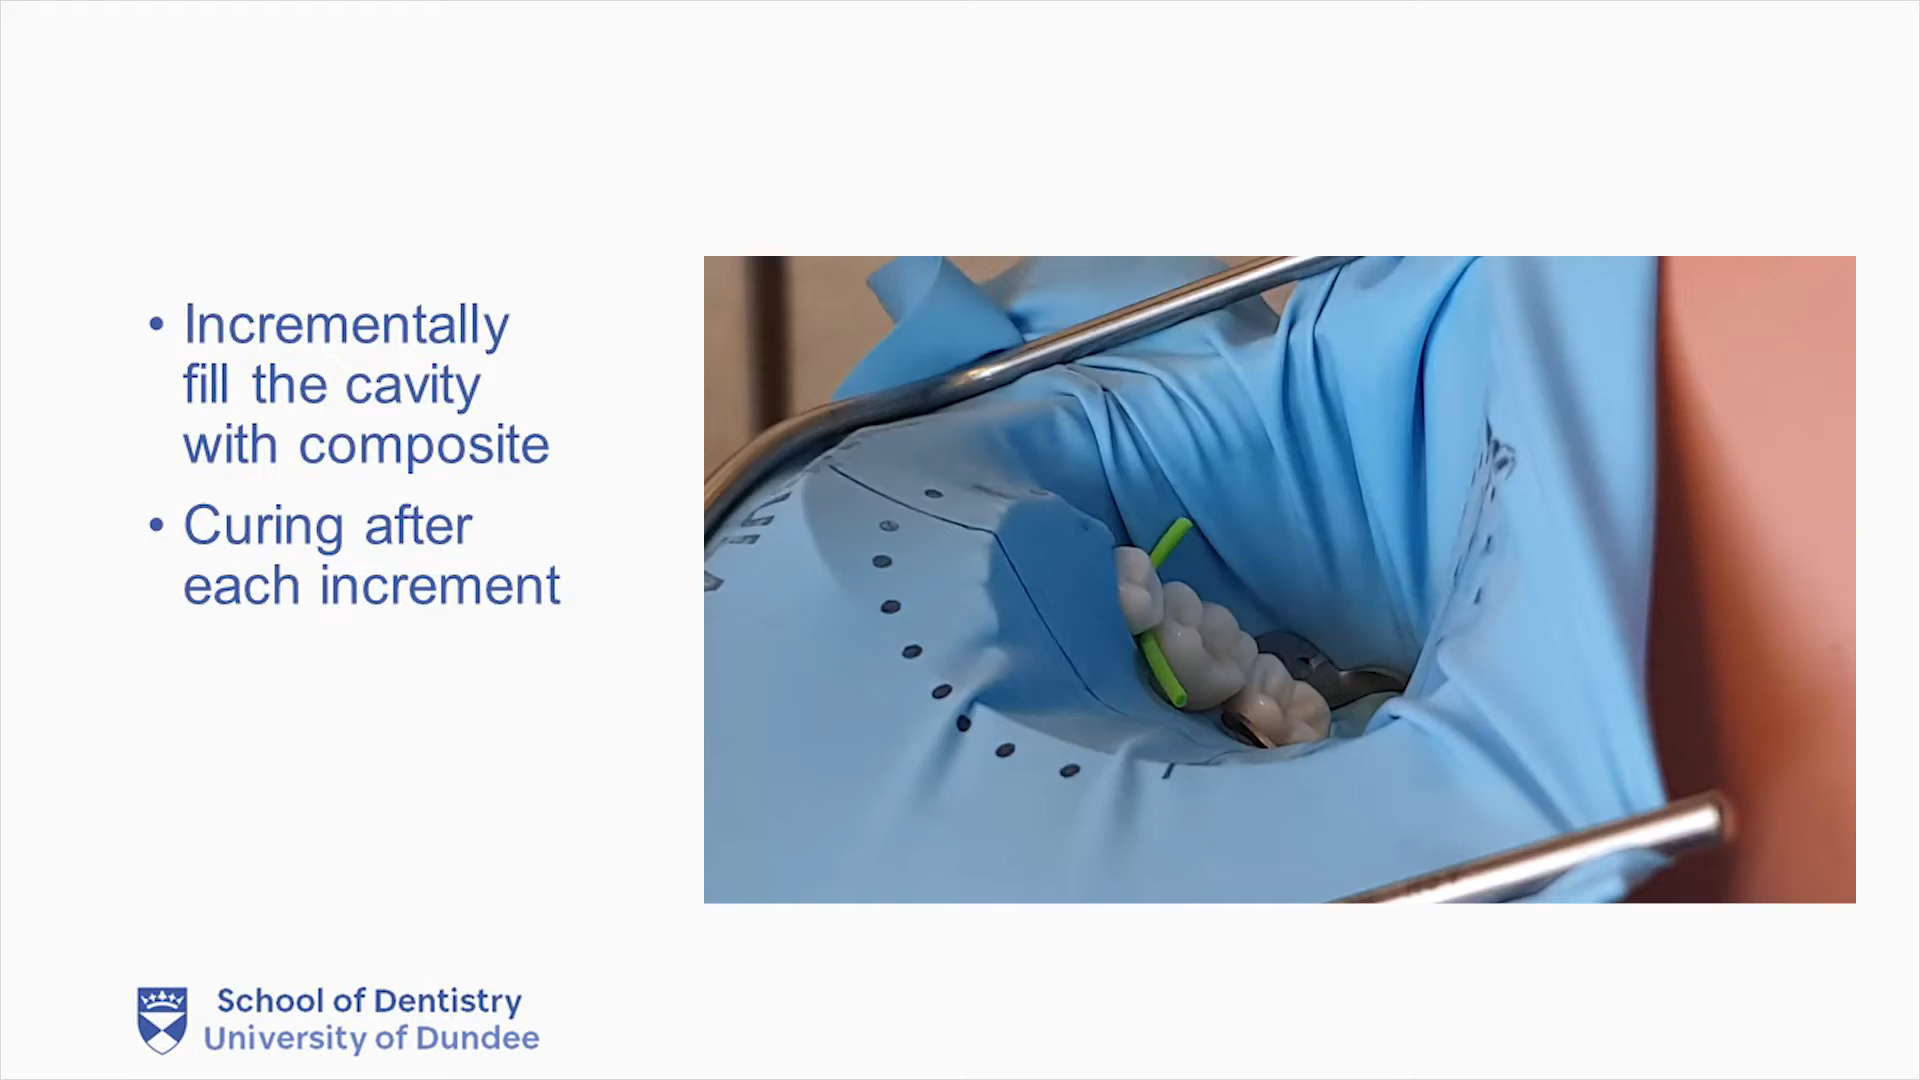 • Incrementally
fill the cavity
with composite
• Curing after
each increment
School of Dentistry
University of Dundee